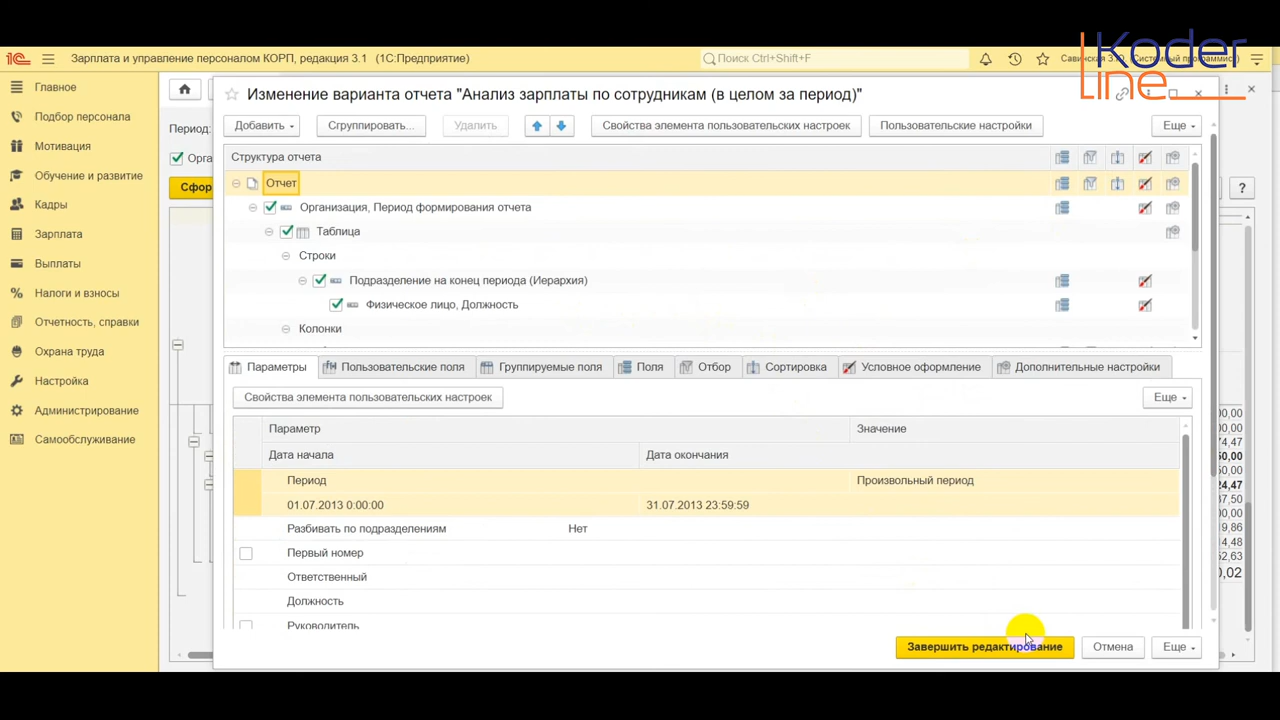 Koder
line
1С Зарплата и управление персоналом КОРП, редакция 3.1 (1С:Предприятие) Поиск Ctrl+Shift+F
Главное
Подбор персонала
Мотивация
Обучение и развитие
Кадры
Зарплата
Выплаты
Налоги и взносы
Отчетность, справки
Охрана труда
Настройка
Администрирование
Самообслуживание
Период:
Орга
Сфор
?
Изменение варианта отчета "Анализ зарплаты по сотрудникам (в целом за период)"
Добавить Сгруппировать... Удалить Свойства элемента пользовательских настроек Пользовательские настройки Еще
Структура отчета
Отчет
Организация, Период формирования отчета
Таблица
Строки
Подразделение на конец периода (Иерархия)
Физическое лицо, Должность
Колонки
Параметры Пользовательские поля Группируемые поля Поля Отбор Сортировка Условное оформление Дополнительные настройки
Свойства элемента пользовательских настроек Еще
Параметр Значение
Дата начала Дата окончания
Период Произвольный период
01.07.2013 0:00:00 31.07.2013 23:59:59
Разбивать по подразделениям Нет
Первый номер
Ответственный
Должность
Руководитель
Завершить редактирование Отмена Еще